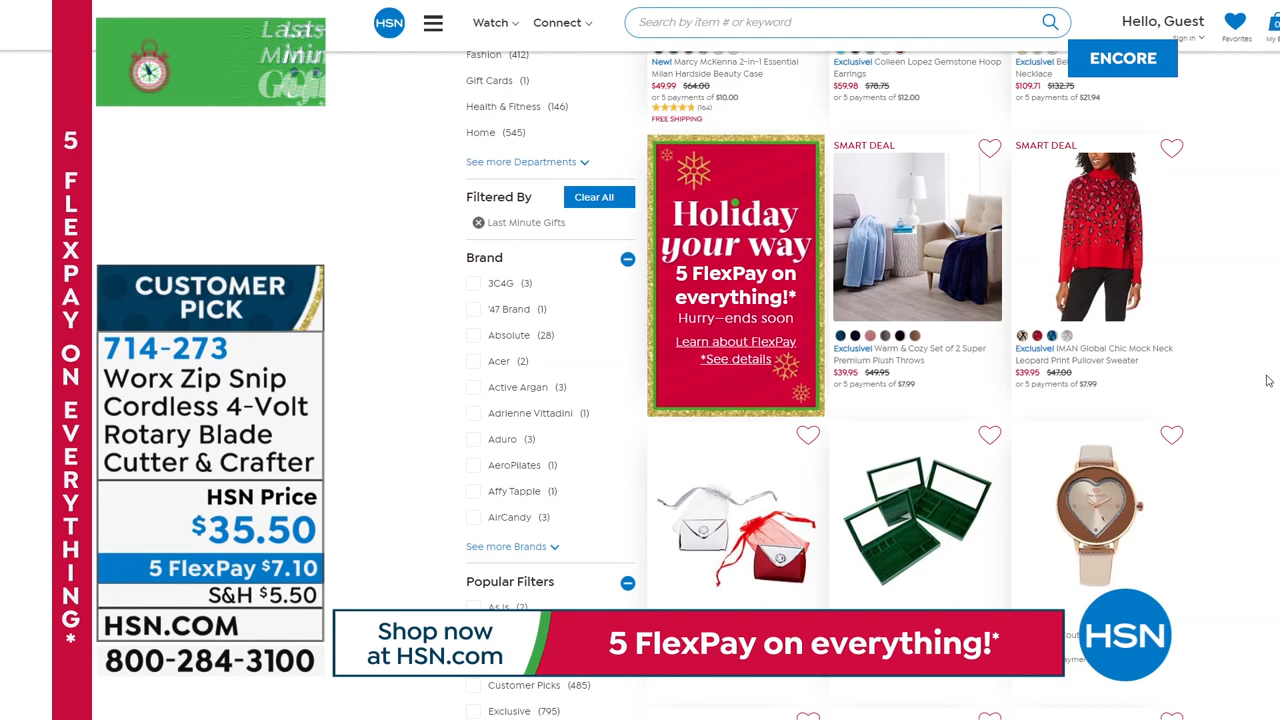 5 FLEXPAY ON EVERYTHING*
Last
Minute
Gifts
CUSTOMER
PICK
714-273
Worx Zip Snip
Cordless 4-Volt
Rotary Blade
Cutter & Crafter
HSN Price
$35.50
5 FlexPay $7.10
S&H $5.50
HSN.COM
800-284-3100
HSN
Watch
Connect
Search by item # or keyword
Hello, Guest
Sign In
Favorites
ENCORE
Fashion (412)
Gift Cards (1)
Health & Fitness (146)
Home (545)
See more Departments
Filtered By
Clear All
Last Minute Gifts
Brand
3C4G (3)
'47 Brand (1)
Absolute (28)
Acer (2)
Active Argan (3)
Adrienne Vittadini (1)
Aduro (3)
AeroPilates (1)
Affy Tapple (1)
AirCandy (3)
See more Brands
Popular Filters
As Is (2)
Customer Picks (485)
Exclusive (795)
New! Marcy McKenna 2-in-1 Essential
Milan Hardside Beauty Case
$49.99 $64.00
or 5 payments of $10.00
(164)
FREE SHIPPING
Exclusive! Colleen Lopez Gemstone Hoop
Earrings
$59.98 $78.75
or 5 payments of $12.00
Exclusive!
Necklace
$109.71 $132.75
or 5 payments of $21.94
Holiday
your way
5 FlexPay on
everything!*
Hurry—ends soon
Learn about FlexPay
*See details
SMART DEAL
Exclusive! Warm & Cozy Set of 2 Super
Premium Plush Throws
$39.95 $49.95
or 5 payments of $7.99
SMART DEAL
Exclusive! IMAN Global Chic Mock Neck
Leopard Print Pullover Sweater
$39.95 $47.00
or 5 payments of $7.99
Shop now
at HSN.com
5 FlexPay on everything!*
HSN